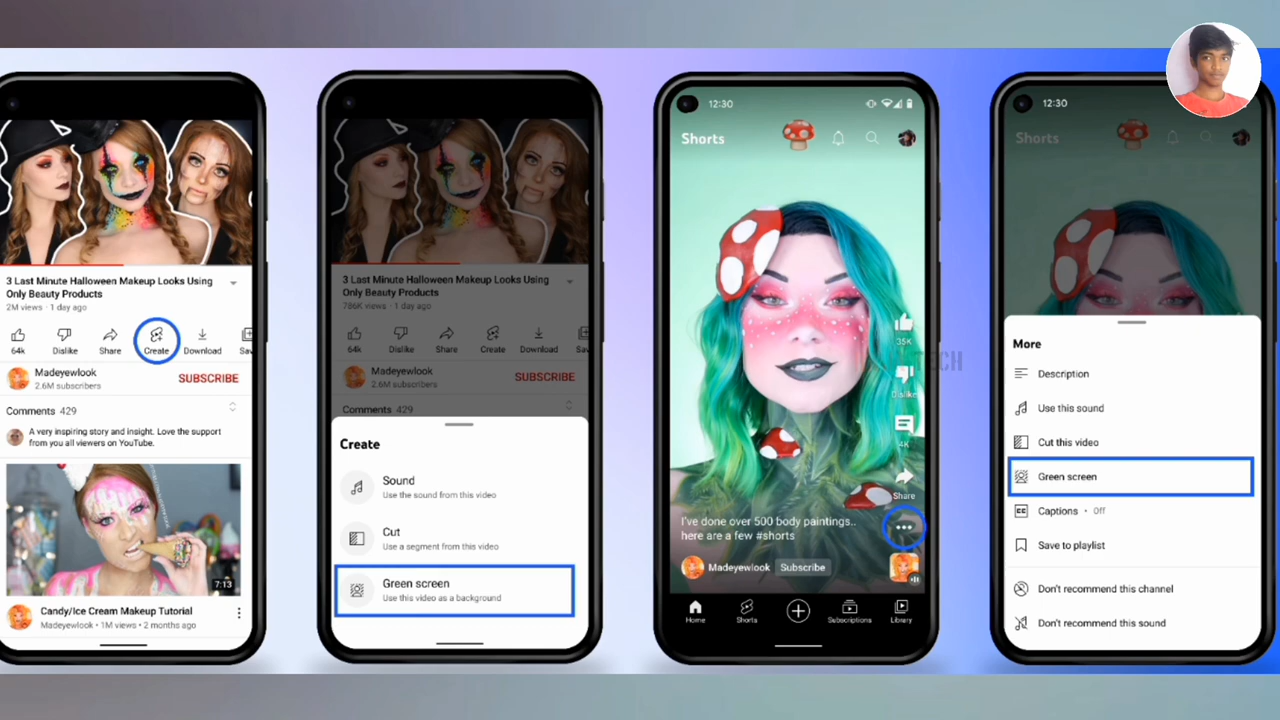 3 Last Minute Halloween Makeup Looks Using
Only Beauty Products
2M views · 1 day ago
64k
Dislike
Share
Create
Download
Sav
Madeyewlook
2.6M subscribers
SUBSCRIBE
Comments 429
A very inspiring story and insight. Love the support
from you all viewers on YouTube.
7:13
Candy/Ice Cream Makeup Tutorial
Madeyewlook • 1M views • 2 months ago
3 Last Minute Halloween Makeup Looks Using
Only Beauty Products
786K views · 1 day ago
64k
Dislike
Share
Create
Download
Sav
Madeyewlook
2.6M subscribers
SUBSCRIBE
Comments 429
Create
Sound
Use the sound from this video
Cut
Use a segment from this video
Green screen
Use this video as a background
12:30
Shorts
35K
TECH
Dislike
4K
Share
I've done over 500 body paintings..
here are a few #shorts
Madeyewlook
Subscribe
Home
Shorts
Subscriptions
Library
12:30
Shorts
More
Description
Use this sound
Cut this video
Green screen
CC
Captions • Off
Save to playlist
Don't recommend this channel
Don't recommend this sound